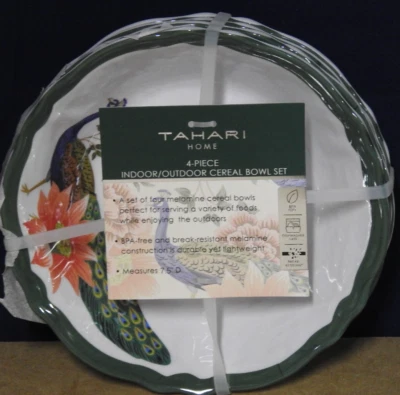 TAHARI
HOME
4-PIECE
INDOOR/OUTDOOR CEREAL BOWL SET
• A set of four melamine cereal bowls
perfect for serving a variety of foods
while enjoying the outdoors
• BPA-free and break resistant melamine
construction is durable yet lightweight
• Measures 7.5" D